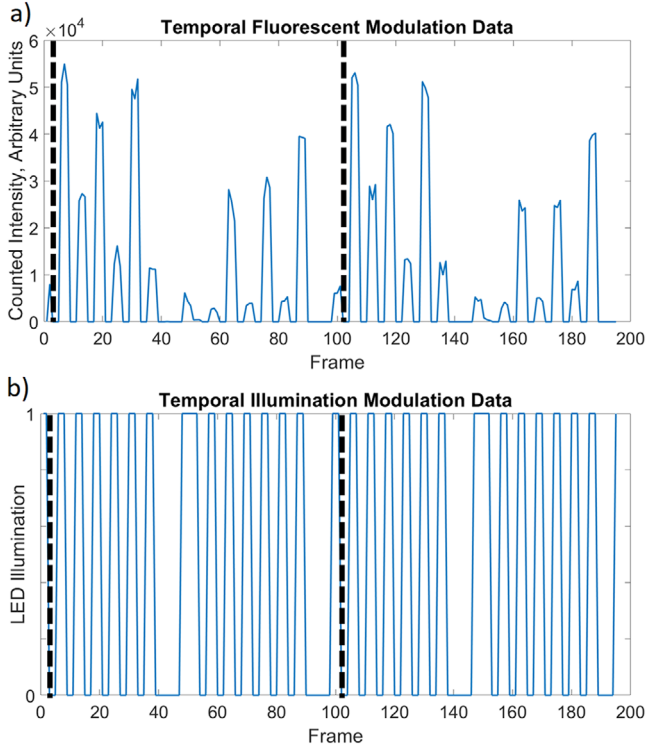 a)
Temporal Fluorescent Modulation Data
×10⁴
6
5
4
3
2
1
0
Counted Intensity, Arbitrary Units
0 20 40 60 80 100 120 140 160 180 200
Frame
b)
Temporal Illumination Modulation Data
1
0
LED Illumination
0 20 40 60 80 100 120 140 160 180 200
Frame